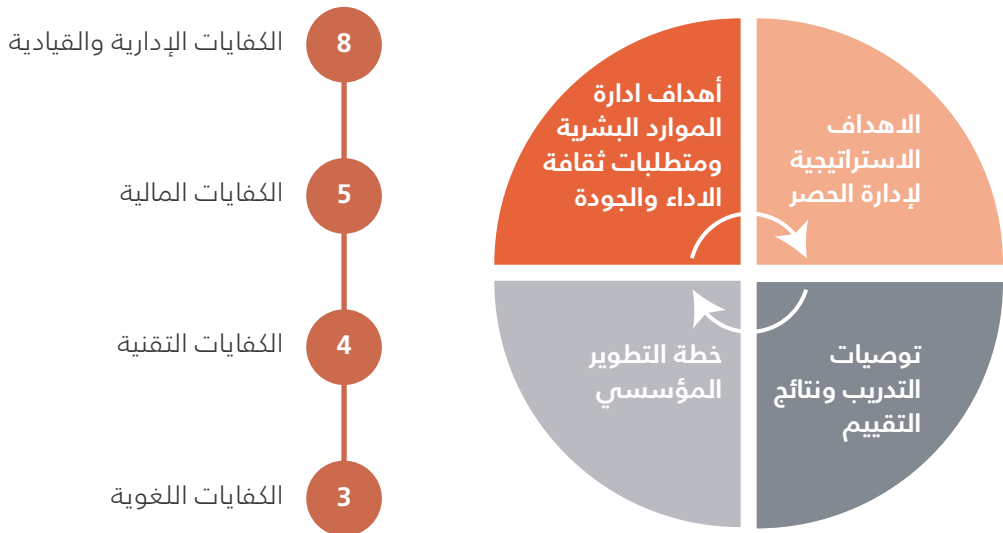 الاهداف
الاستراتيجية
لإدارة الحصر
أهداف ادارة
الموارد البشرية
ومتطلبات ثقافة
الاداء والجودة
توصيات
التدريب ونتائج
التقييم
خطة التطوير
المؤسسي
8
الكفايات الإدارية والقيادية
5
الكفايات المالية
4
الكفايات التقنية
3
الكفايات اللغوية